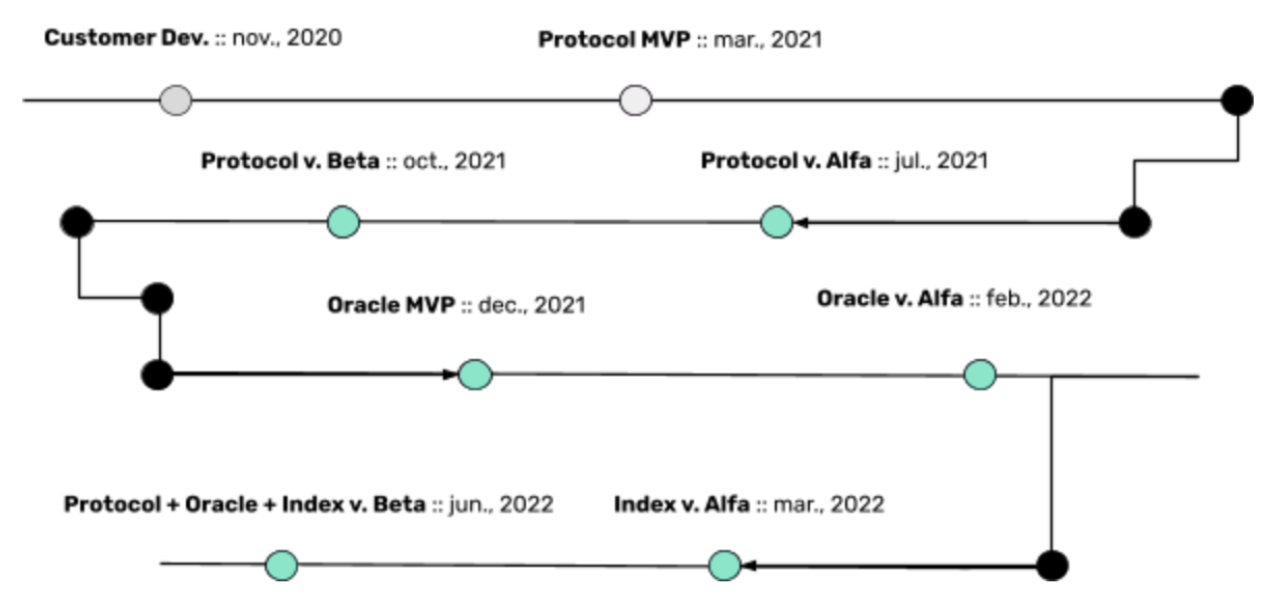 Customer Dev. :: nov., 2020
Protocol MVP :: mar., 2021
Protocol v. Beta :: oct., 2021
Protocol v. Alfa :: jul., 2021
Oracle MVP :: dec., 2021
Oracle v. Alfa :: feb., 2022
Protocol + Oracle + Index v. Beta :: jun., 2022
Index v. Alfa :: mar., 2022